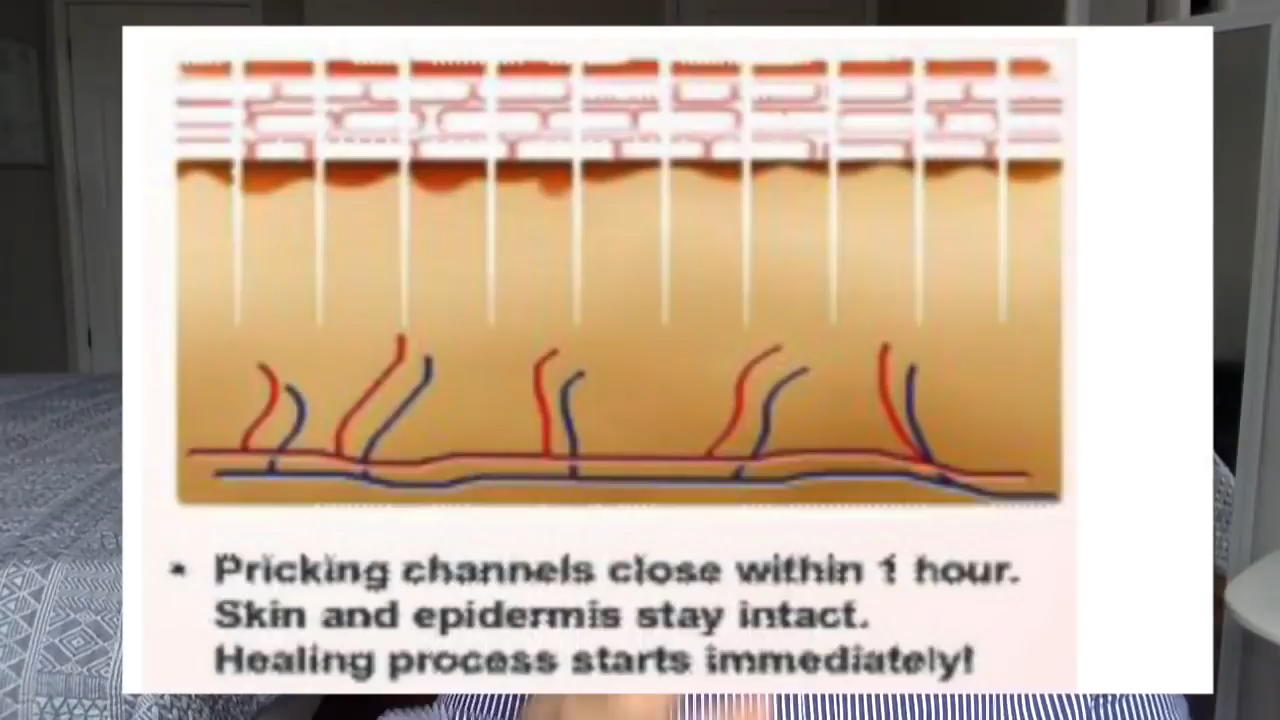 • Pricking channels close within 1 hour.
Skin and epidermis stay intact.
Healing process starts immediately!